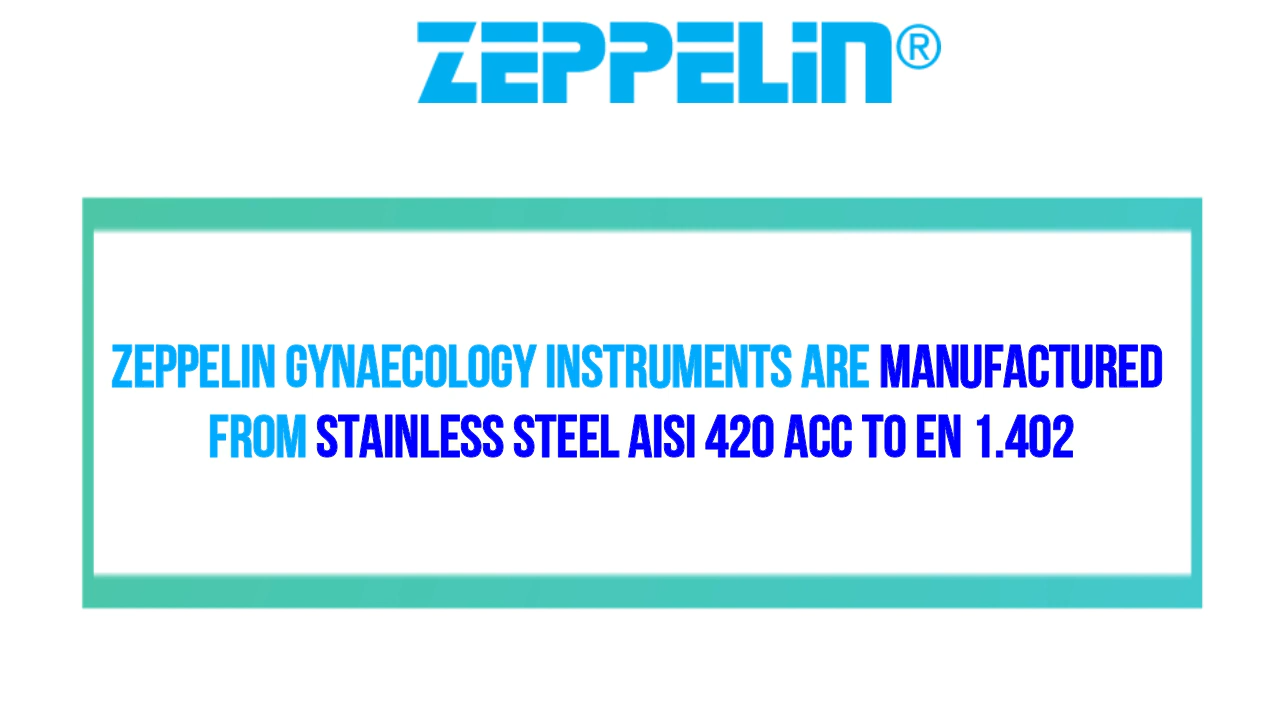 ZEPPELIN®
ZEPPELIN GYNAECOLOGY INSTRUMENTS ARE MANUFACTURED
FROM STAINLESS STEEL AISI 420 ACC TO EN 1.402